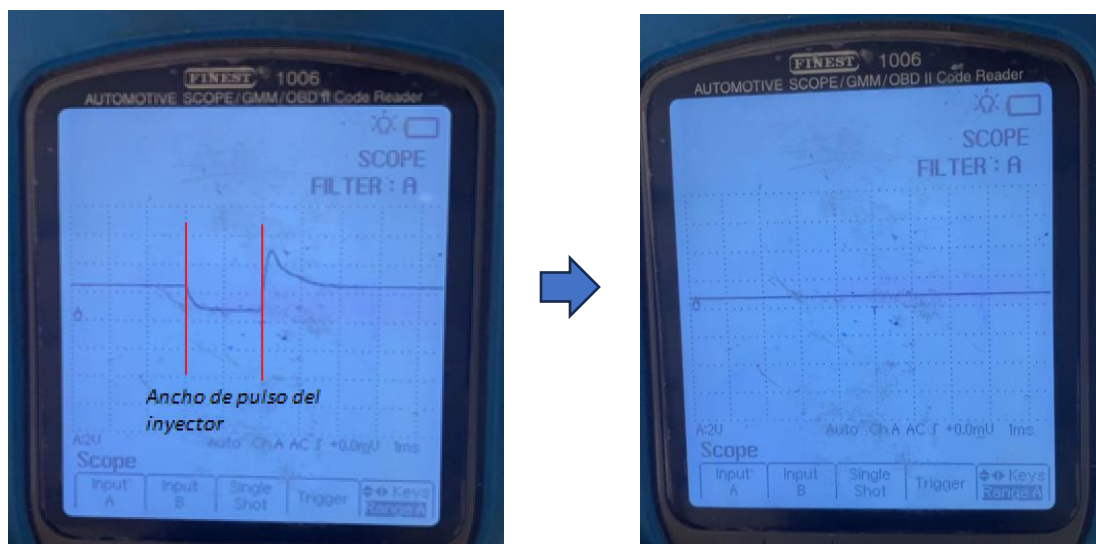 FINEST 1006
AUTOMOTIVE SCOPE/GMM/OBD II Code Reader
SCOPE
FILTER : A
Ancho de pulso del
inyector
A:2V Auto Ch A AC +0.0mV 1ms
Scope
Input A
Input B
Single Shot
Trigger
Keys
Range A
FINEST 1006
AUTOMOTIVE SCOPE/GMM/OBD II Code Reader
SCOPE
FILTER : A
T
A:2V Auto Ch A AC +0.0mV 1ms
Scope
Input A
Input B
Single Shot
Trigger
Keys
Range A